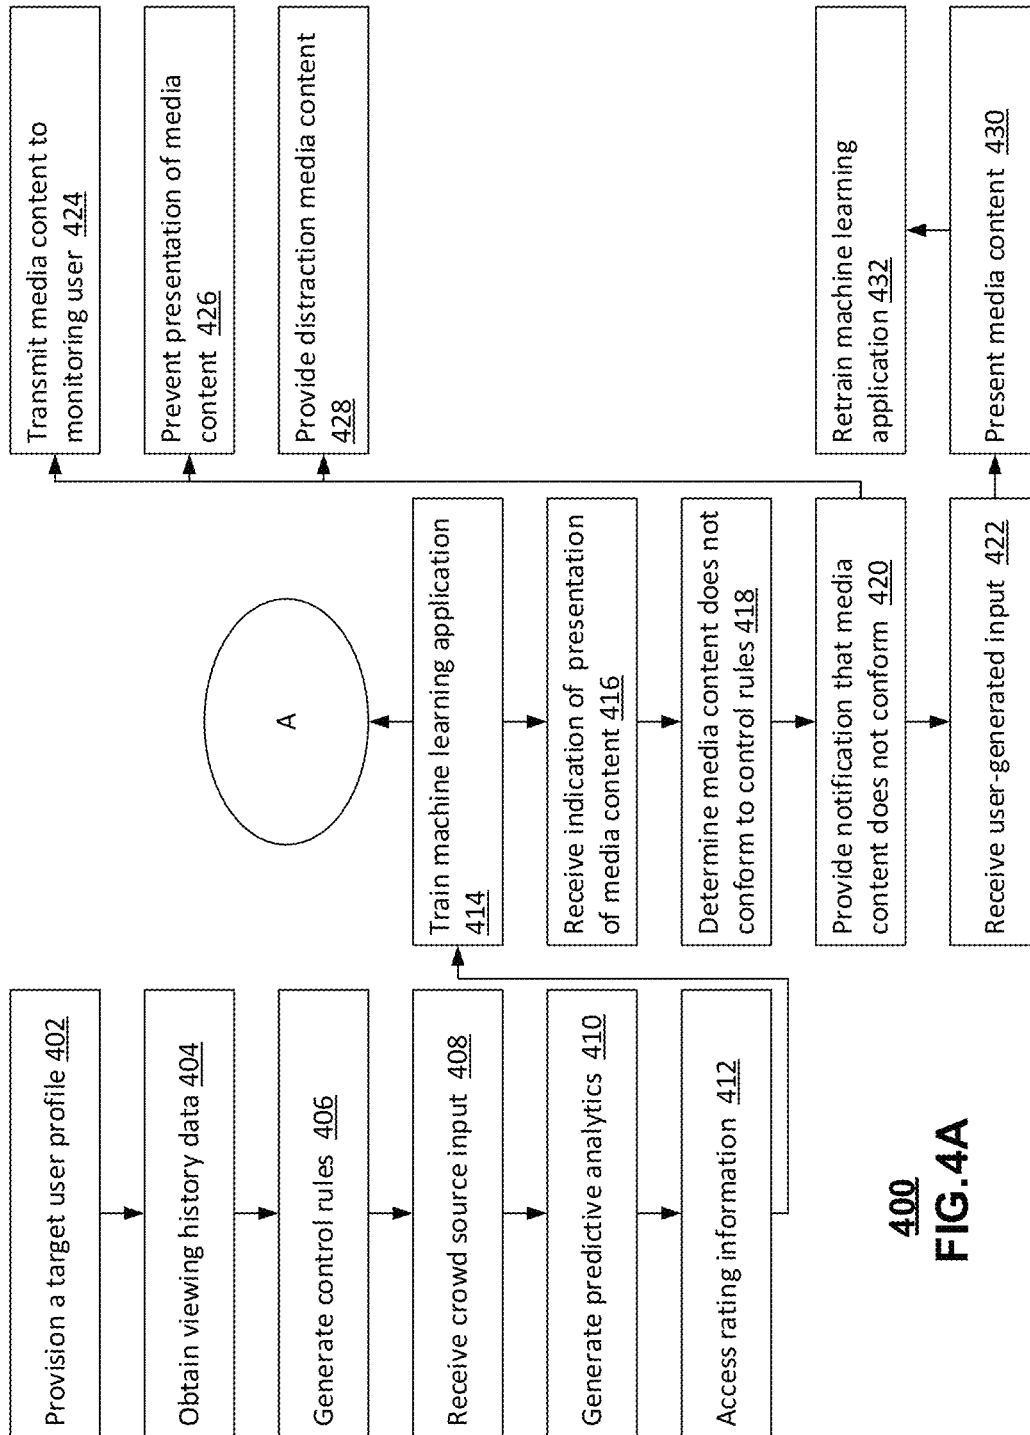 Provision a target user profile 402
Obtain viewing history data 404
Generate control rules 406
Receive crowd source input 408
Generate predictive analytics 410
Access rating information 412
A
Train machine learning application
414
Receive indication of presentation
of media content 416
Determine media content does not
conform to control rules 418
Provide notification that media
content does not conform 420
Receive user-generated input 422
Transmit media content to
monitoring user 424
Prevent presentation of media
content 426
Provide distraction media content
428
Retrain machine learning
application 432
Present media content 430
400
FIG.4A